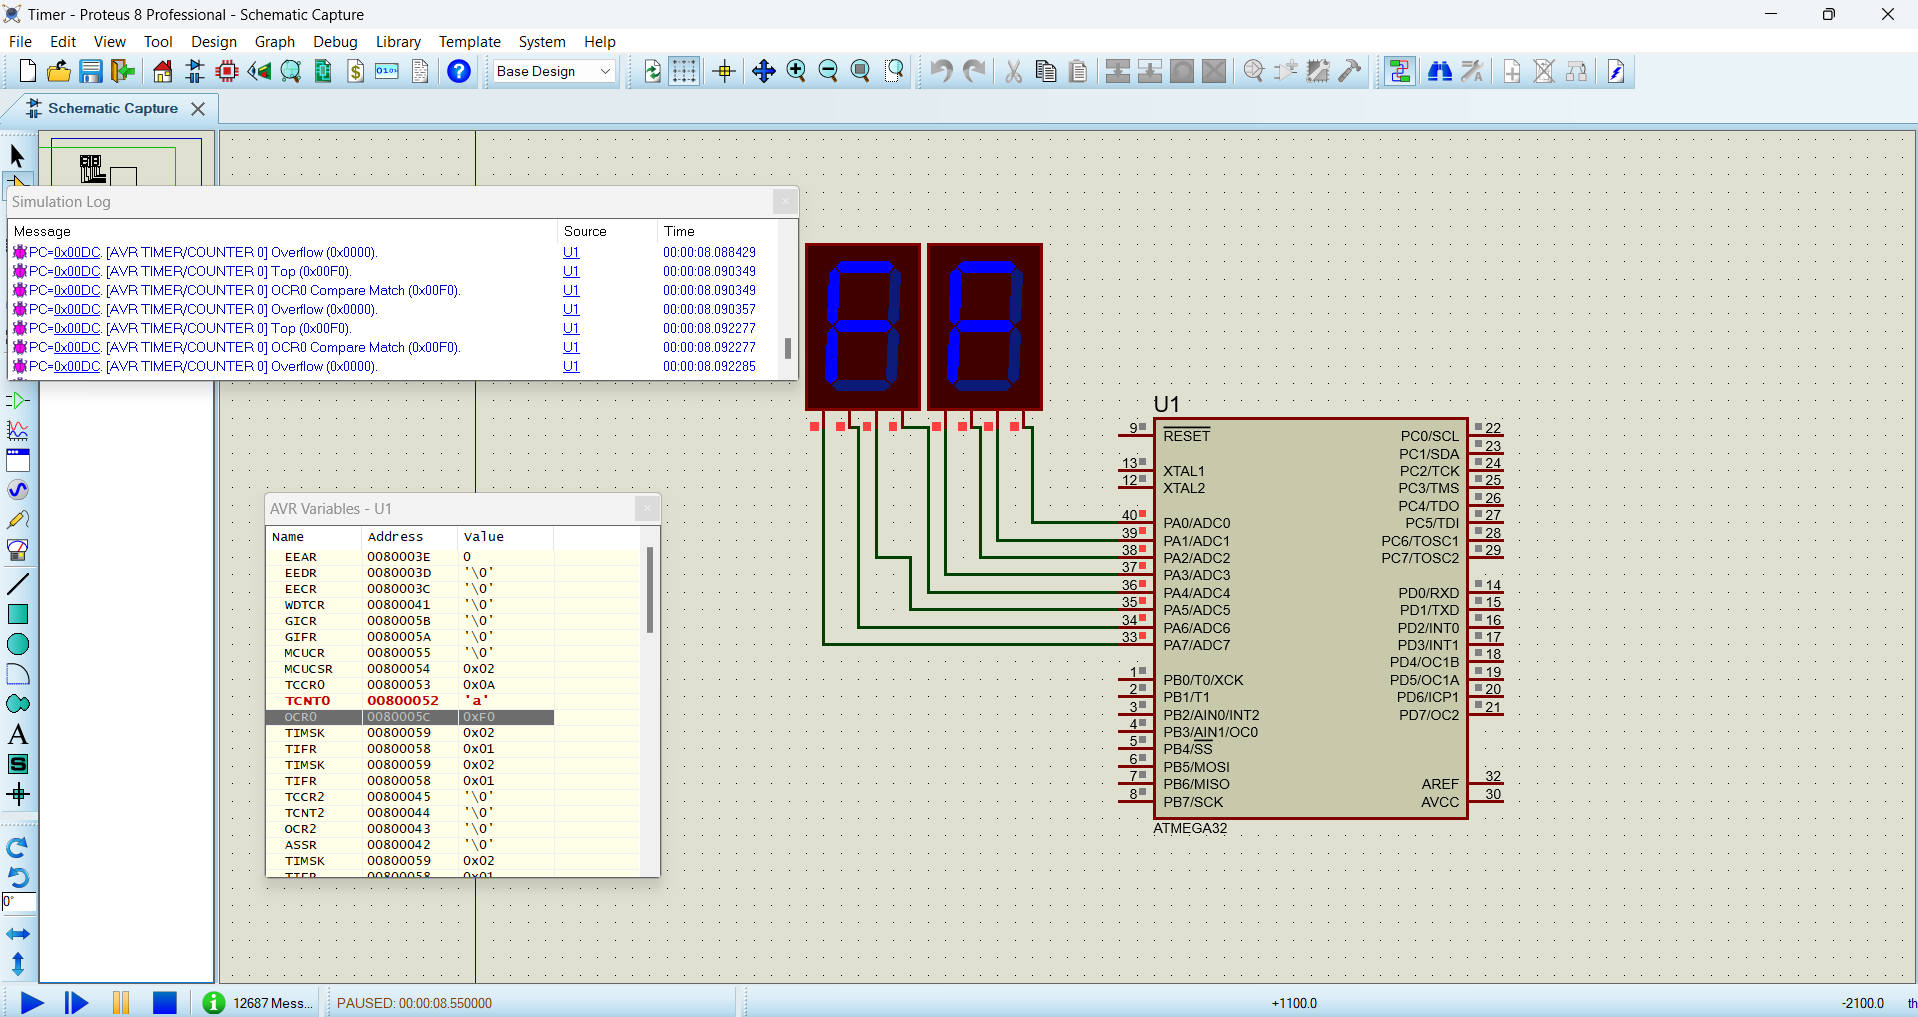 Timer - Proteus 8 Professional - Schematic Capture
File Edit View Tool Design Graph Debug Library Template System Help
Base Design
Schematic Capture
Simulation Log
Message Source Time
PC=0x00DC. [AVR TIMER/COUNTER 0] Overflow (0x0000). U1 00:00:08.088429
PC=0x00DC. [AVR TIMER/COUNTER 0] Top (0x00F0). U1 00:00:08.090349
PC=0x00DC. [AVR TIMER/COUNTER 0] OCR0 Compare Match (0x00F0). U1 00:00:08.090349
PC=0x00DC. [AVR TIMER/COUNTER 0] Overflow (0x0000). U1 00:00:08.090357
PC=0x00DC. [AVR TIMER/COUNTER 0] Top (0x00F0). U1 00:00:08.092277
PC=0x00DC. [AVR TIMER/COUNTER 0] OCR0 Compare Match (0x00F0). U1 00:00:08.092277
PC=0x00DC. [AVR TIMER/COUNTER 0] Overflow (0x0000). U1 00:00:08.092285
FF
AVR Variables - U1
Name Address Value
EEAR 0080003E 0
EEDR 0080003D '\0'
EECR 0080003C '\0'
WDTCR 00800041 '\0'
GICR 0080005B '\0'
GIFR 0080005A '\0'
MCUCR 00800055 '\0'
MCUCSR 00800054 0x02
TCCR0 00800053 0x0A
TCNT0 00800052 'a'
OCR0 0080005C 0xF0
TIMSK 00800059 0x02
TIFR 00800058 0x01
TIMSK 00800059 0x02
TIFR 00800058 0x01
TCCR2 00800045 '\0'
TCNT2 00800044 '\0'
OCR2 00800043 '\0'
ASSR 00800042 '\0'
TIMSK 00800059 0x02
TIFR 00800058 0x01
U1
9 RESET PC0/SCL 22
PC1/SDA 23
13 XTAL1 PC2/TCK 24
12 XTAL2 PC3/TMS 25
PC4/TDO 26
40 PA0/ADC0 PC5/TDI 27
39 PA1/ADC1 PC6/TOSC1 28
38 PA2/ADC2 PC7/TOSC2 29
37 PA3/ADC3
36 PA4/ADC4 PD0/RXD 14
35 PA5/ADC5 PD1/TXD 15
34 PA6/ADC6 PD2/INT0 16
33 PA7/ADC7 PD3/INT1 17
PD4/OC1B 18
1 PB0/T0/XCK PD5/OC1A 19
2 PB1/T1 PD6/ICP1 20
3 PB2/AIN0/INT2 PD7/OC2 21
4 PB3/AIN1/OC0
5 PB4/SS
6 PB5/MOSI
7 PB6/MISO AREF 32
8 PB7/SCK AVCC 30
ATMEGA32
0°
12687 Mess... PAUSED: 00:00:08.550000 +1100.0 -2100.0 th